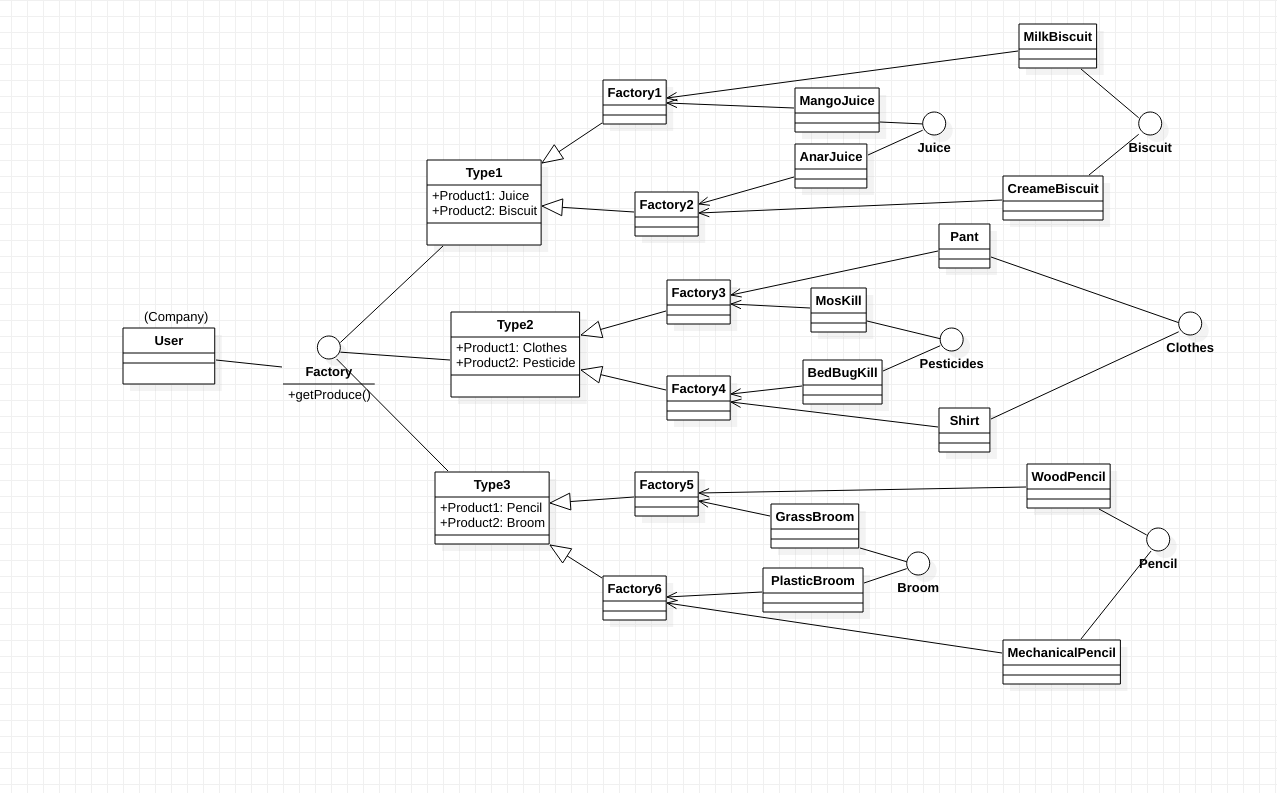 MilkBiscuit
Factory1
MangoJuice
Juice
Biscuit
AnarJuice
Type1
+Product1: Juice
+Product2: Biscuit
CreameBiscuit
Factory2
Pant
Factory3
MosKill
(Company)
User
Type2
+Product1: Clothes
+Product2: Pesticide
Clothes
Pesticides
Factory
+getProduce()
BedBugKill
Factory4
Shirt
Type3
+Product1: Pencil
+Product2: Broom
Factory5
WoodPencil
GrassBroom
Pencil
PlasticBroom
Broom
Factory6
MechanicalPencil